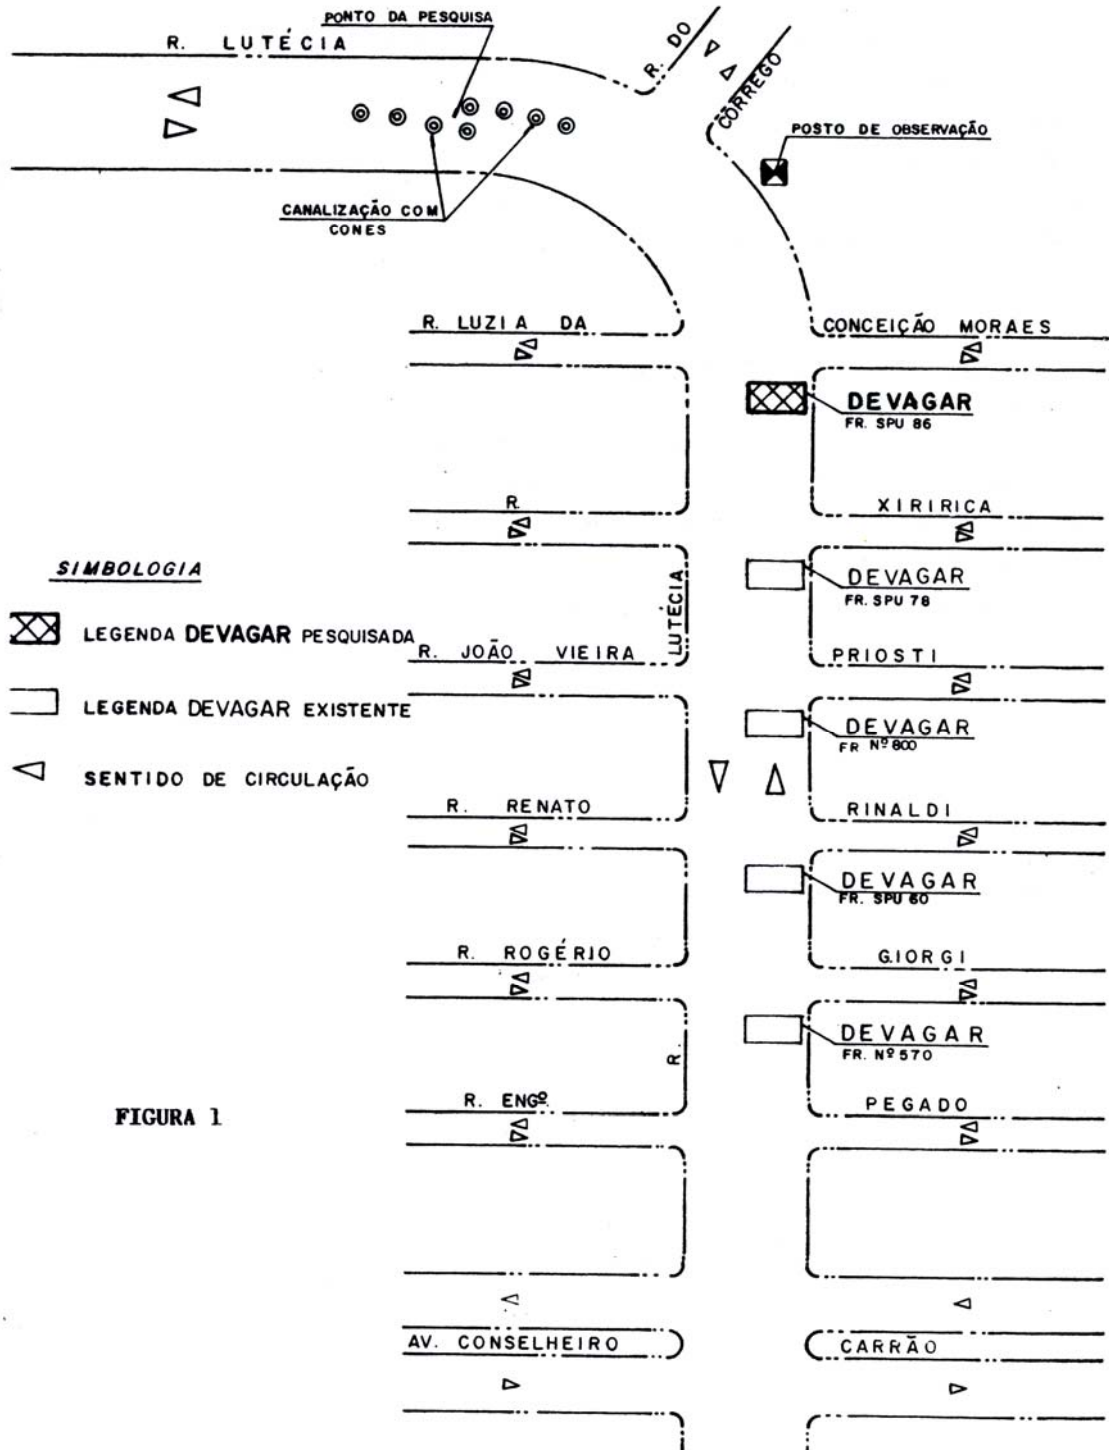 PONTO DA PESQUISA
R. LUTÉCIA
R. DO
CÓRREGO
POSTO DE OBSERVAÇÃO
CANALIZAÇÃO COM
CONES
R. LUZIA DA
CONCEIÇÃO MORAES
DEVAGAR
FR. SPU 86
R.
XIRIRICA
SIMBOLOGIA
LEGENDA DEVAGAR PESQUISADA
LEGENDA DEVAGAR EXISTENTE
SENTIDO DE CIRCULAÇÃO
LUTÉCIA
DEVAGAR
FR. SPU 78
R. JOÃO VIEIRA
PRIOSTI
DEVAGAR
FR Nº 800
R. RENATO
RINALDI
DEVAGAR
FR. SPU 60
R. ROGÉRIO
GIORGI
R.
DEVAGAR
FR. Nº 570
FIGURA 1
R. ENGº.
PEGADO
AV. CONSELHEIRO
CARRÃO